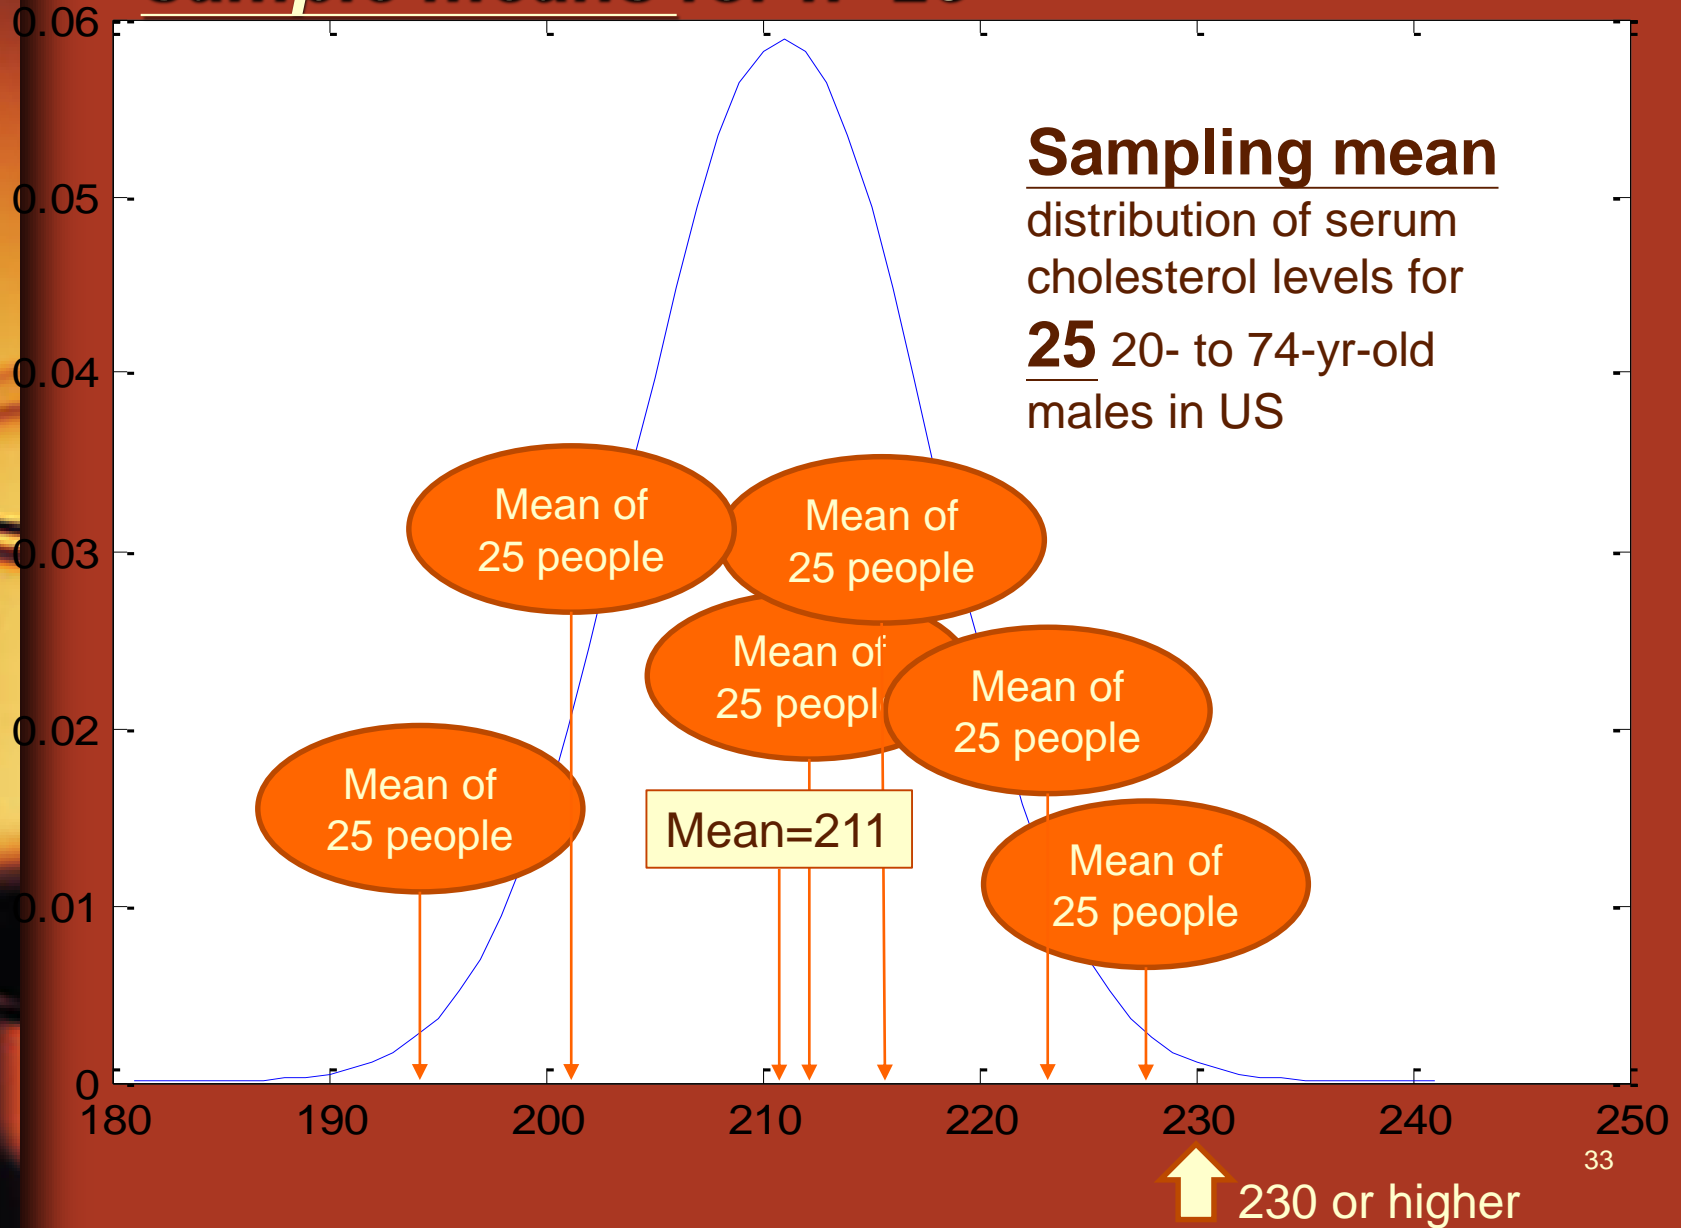 0.06
0.05
0.04
0.03
0.02
0.01
0
180 190 200 210 220 230 240 250
Sampling mean
distribution of serum
cholesterol levels for
25 20- to 74-yr-old
males in US
Mean of
25 people
Mean of
25 people
Mean of
25 peopl
Mean of
25 people
Mean of
25 people
Mean of
25 people
Mean=211
33
230 or higher